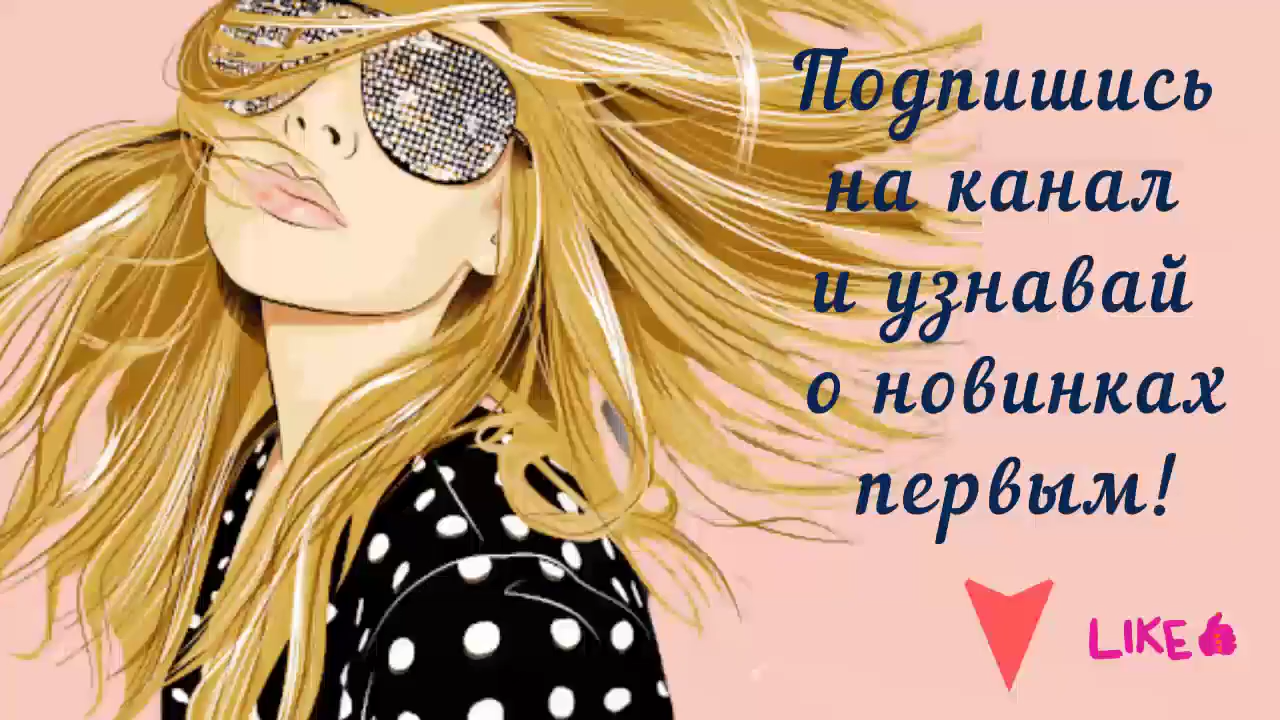 Подпишись
на канал
и узнавай
о новинках
первым!
LIKE